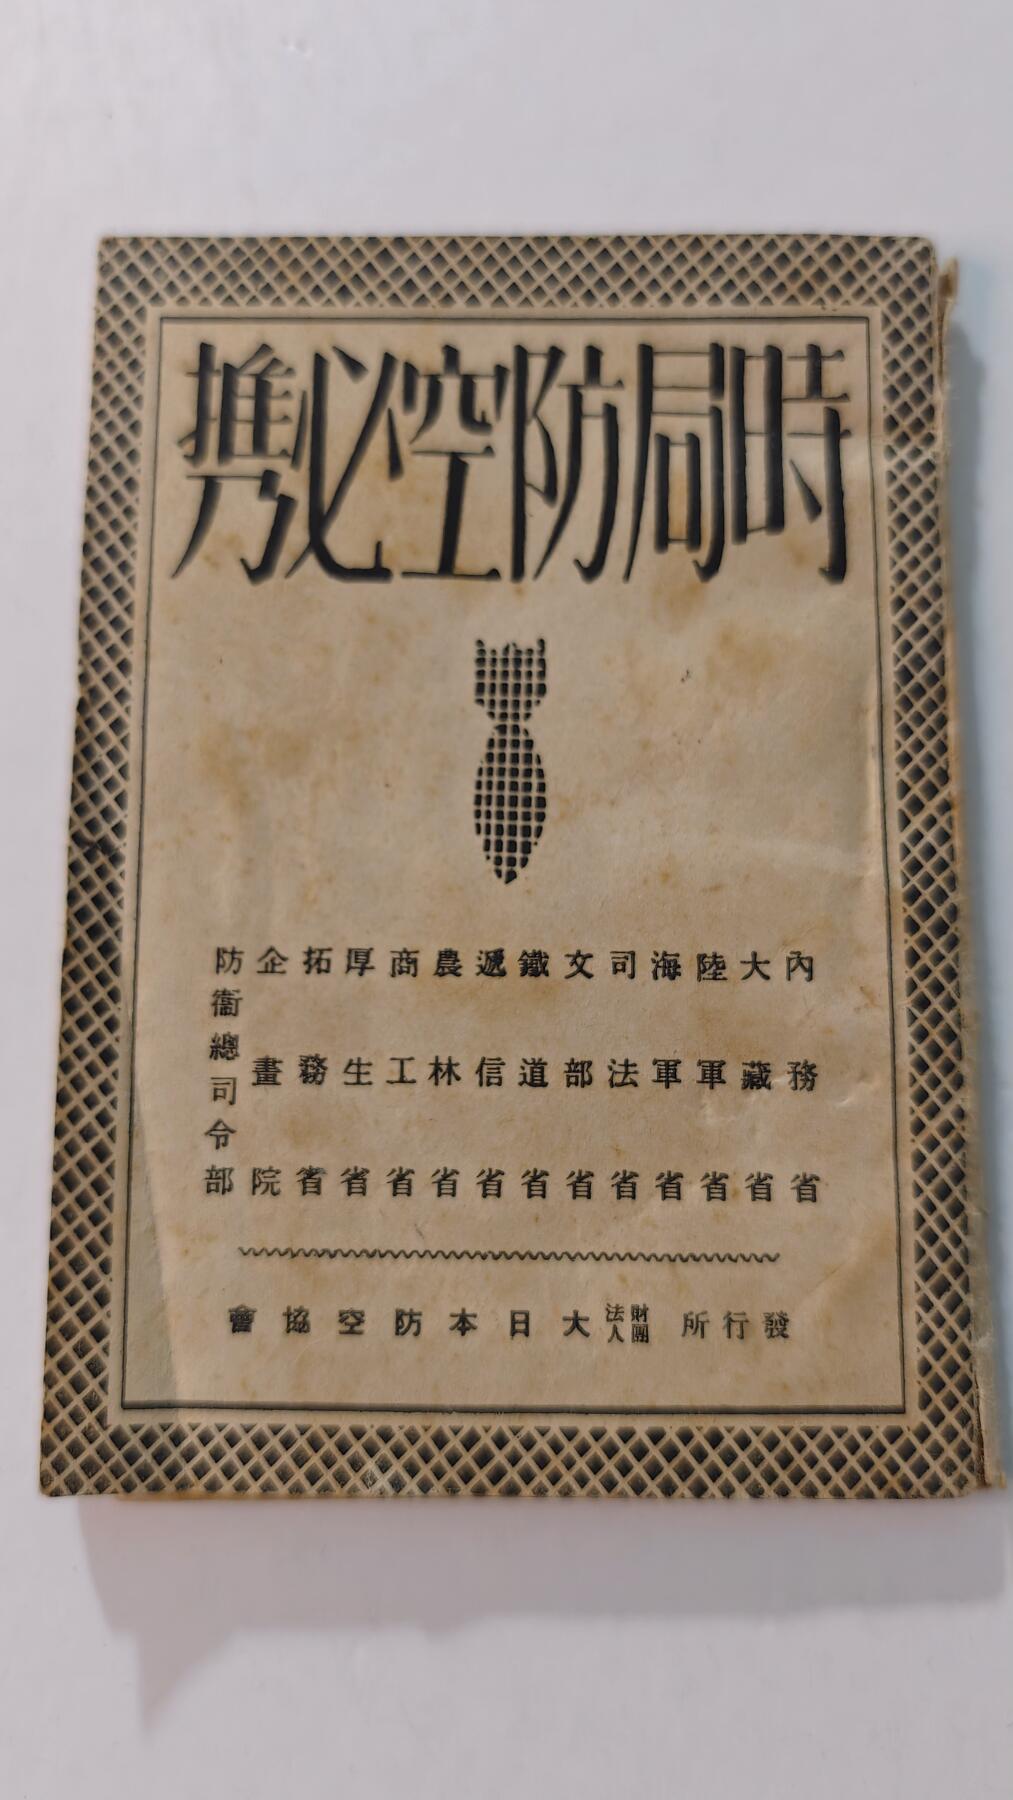 時局防空必携
内務省
大藏省
陸軍省
海軍省
司法省
文部省
鐵道省
遞信省
農林省
商工省
厚生省
拓務省
企畫院
防衞總司令部
發行所 財團法人 大日本防空協會